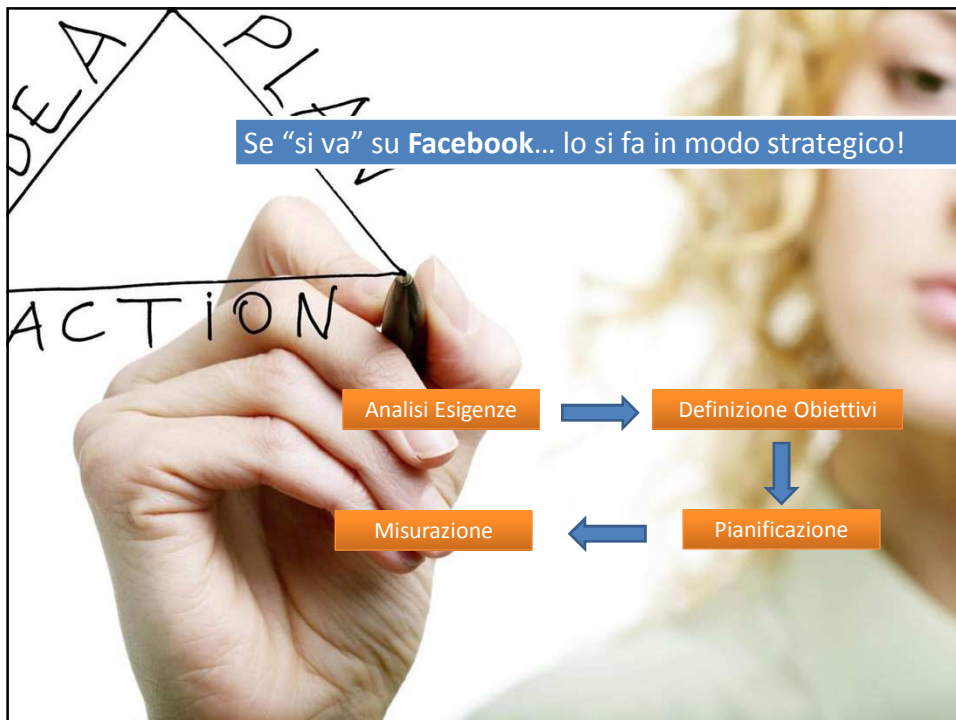 PLAN
ACTION
Se “si va” su Facebook… lo si fa in modo strategico!
Analisi Esigenze
Definizione Obiettivi
Misurazione
Pianificazione